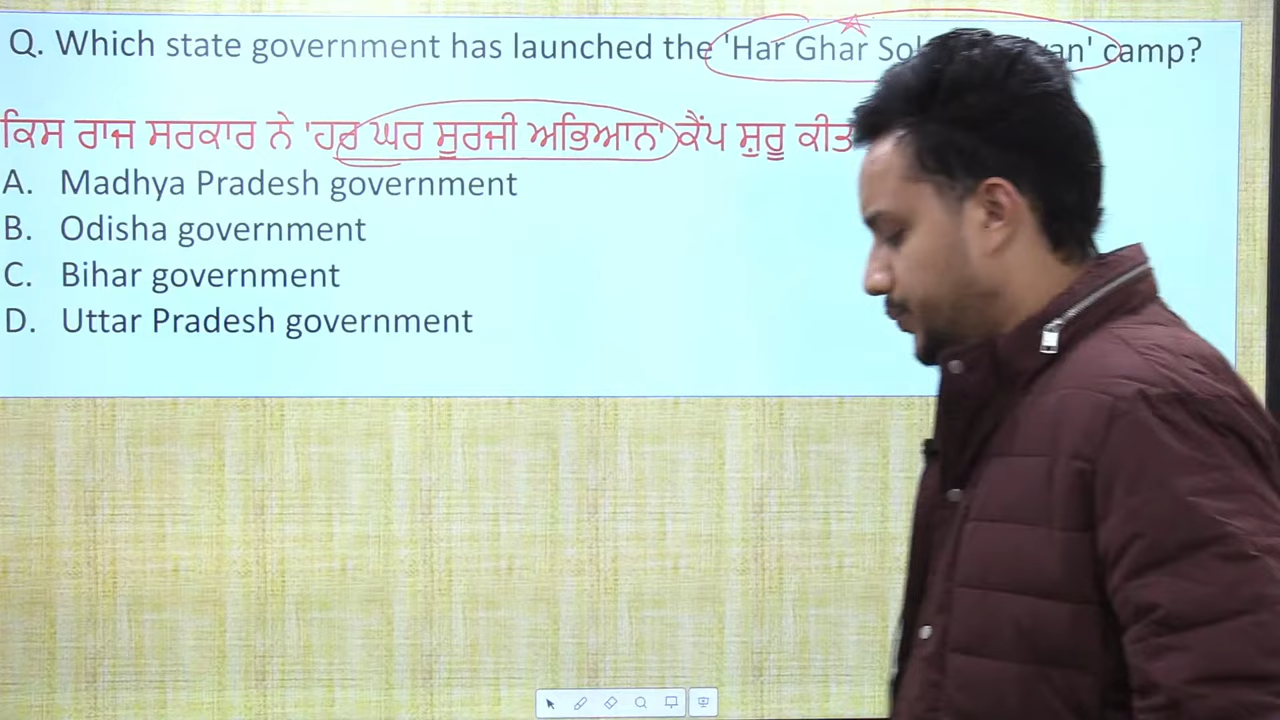 Q. Which state government has launched the 'Har Ghar camp?
ਕਿਸ ਰਾਜ ਸਰਕਾਰ ਨੇ 'ਹਰ ਘਰ ਸੂਰਜੀ ਅਭਿਆਨ' ਕੈਂਪ ਸ਼ੁਰੂ
A. Madhya Pradesh government
B. Odisha government
C. Bihar government
D. Uttar Pradesh government